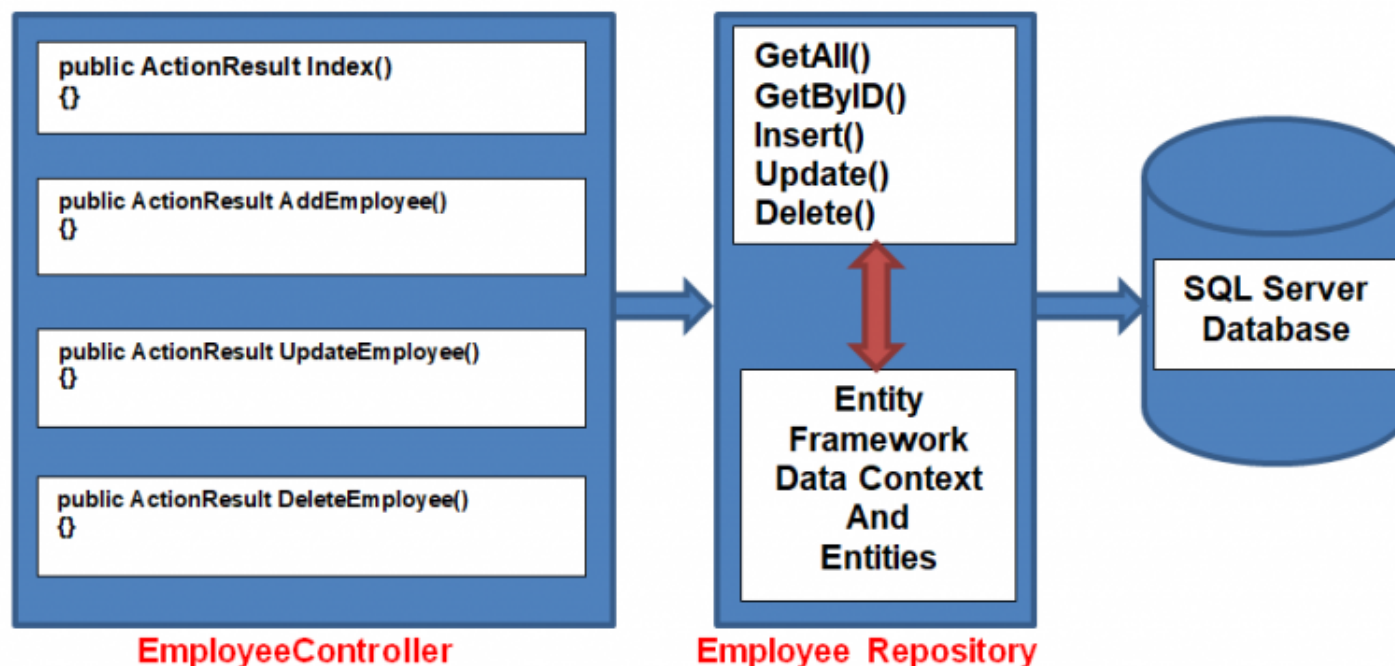 public ActionResult Index()
{}
public ActionResult AddEmployee()
{}
public ActionResult UpdateEmployee()
{}
public ActionResult DeleteEmployee()
{}
EmployeeController
GetAll()
GetByID()
Insert()
Update()
Delete()
Entity
Framework
Data Context
And
Entities
Employee Repository
SQL Server
Database